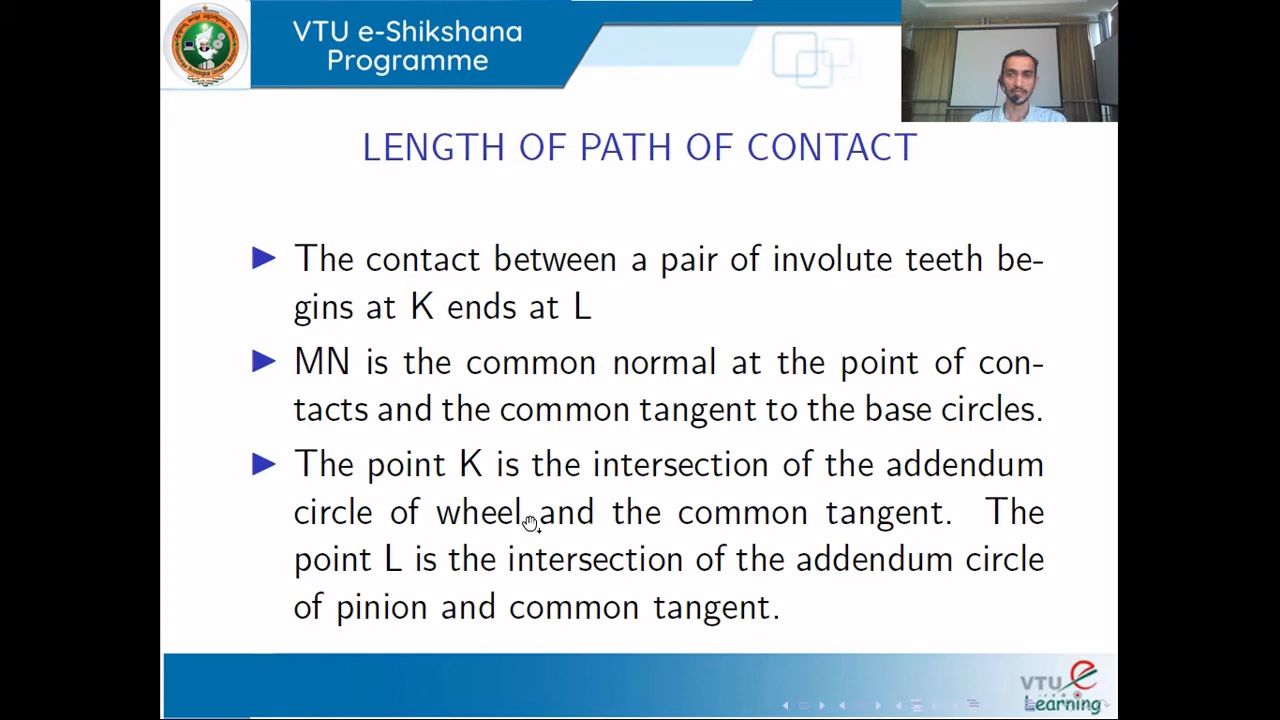 VTU e-Shikshana
Programme
LENGTH OF PATH OF CONTACT
The contact between a pair of involute teeth be-
gins at K ends at L
MN is the common normal at the point of con-
tacts and the common tangent to the base circles.
The point K is the intersection of the addendum
circle of wheel and the common tangent. The
point L is the intersection of the addendum circle
of pinion and common tangent.
VTU e
Learning